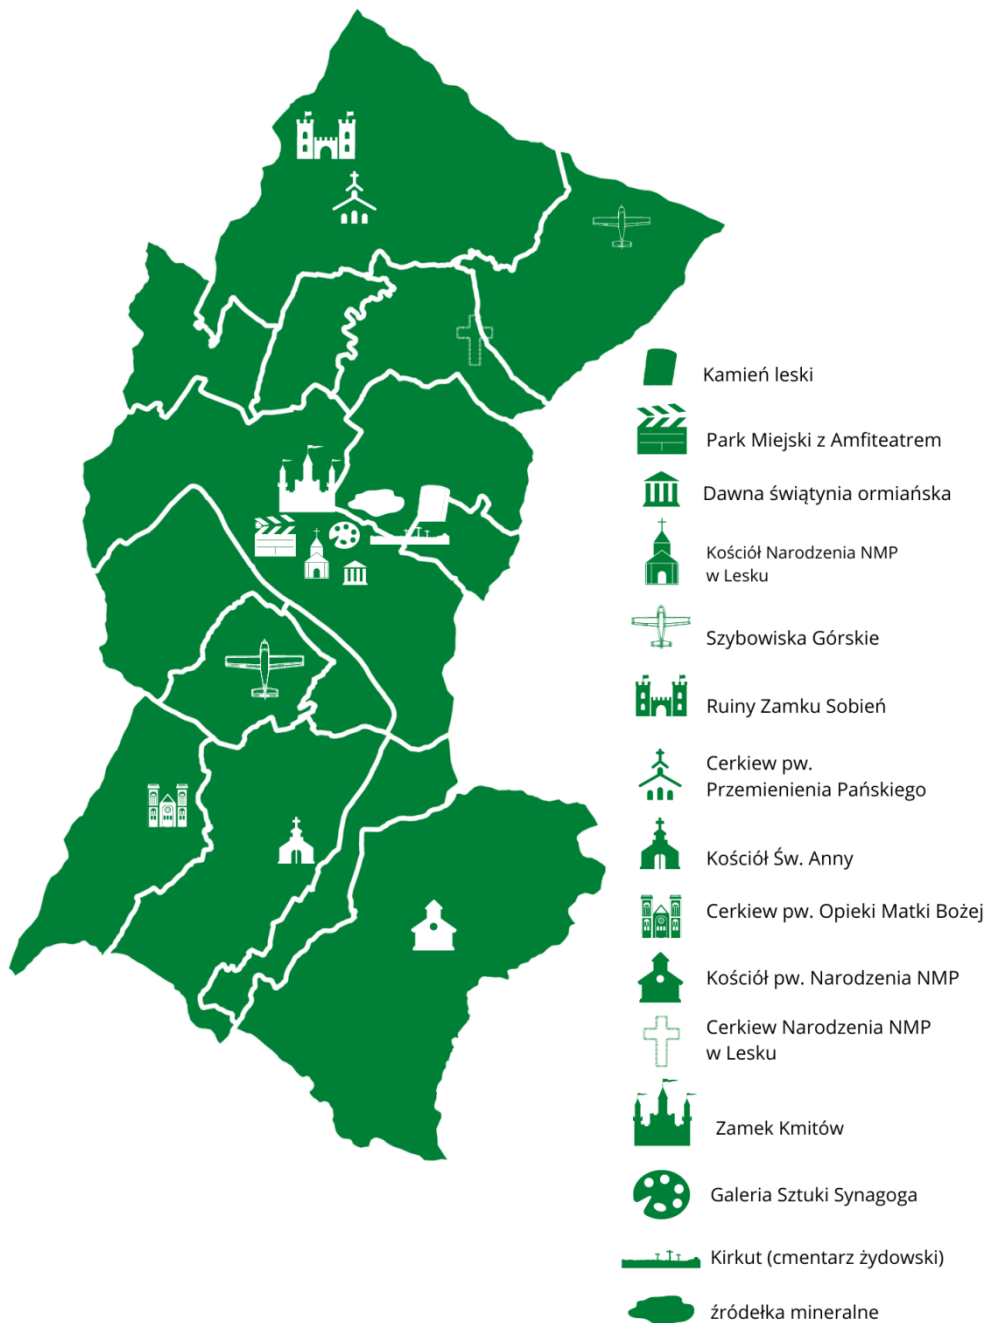 Kamień leski
Park Miejski z Amfiteatrem
Dawna świątynia ormiańska
Kościół Narodzenia NMP
w Lesku
Szybowiska Górskie
Ruiny Zamku Sobień
Cerkiew pw.
Przemienienia Pańskiego
Kościół Św. Anny
Cerkiew pw. Opieki Matki Bożej
Kościół pw. Narodzenia NMP
Cerkiew Narodzenia NMP
w Lesku
Zamek Kmitów
Galeria Sztuki Synagoga
Kirkut (cmentarz żydowski)
źródełka mineralne